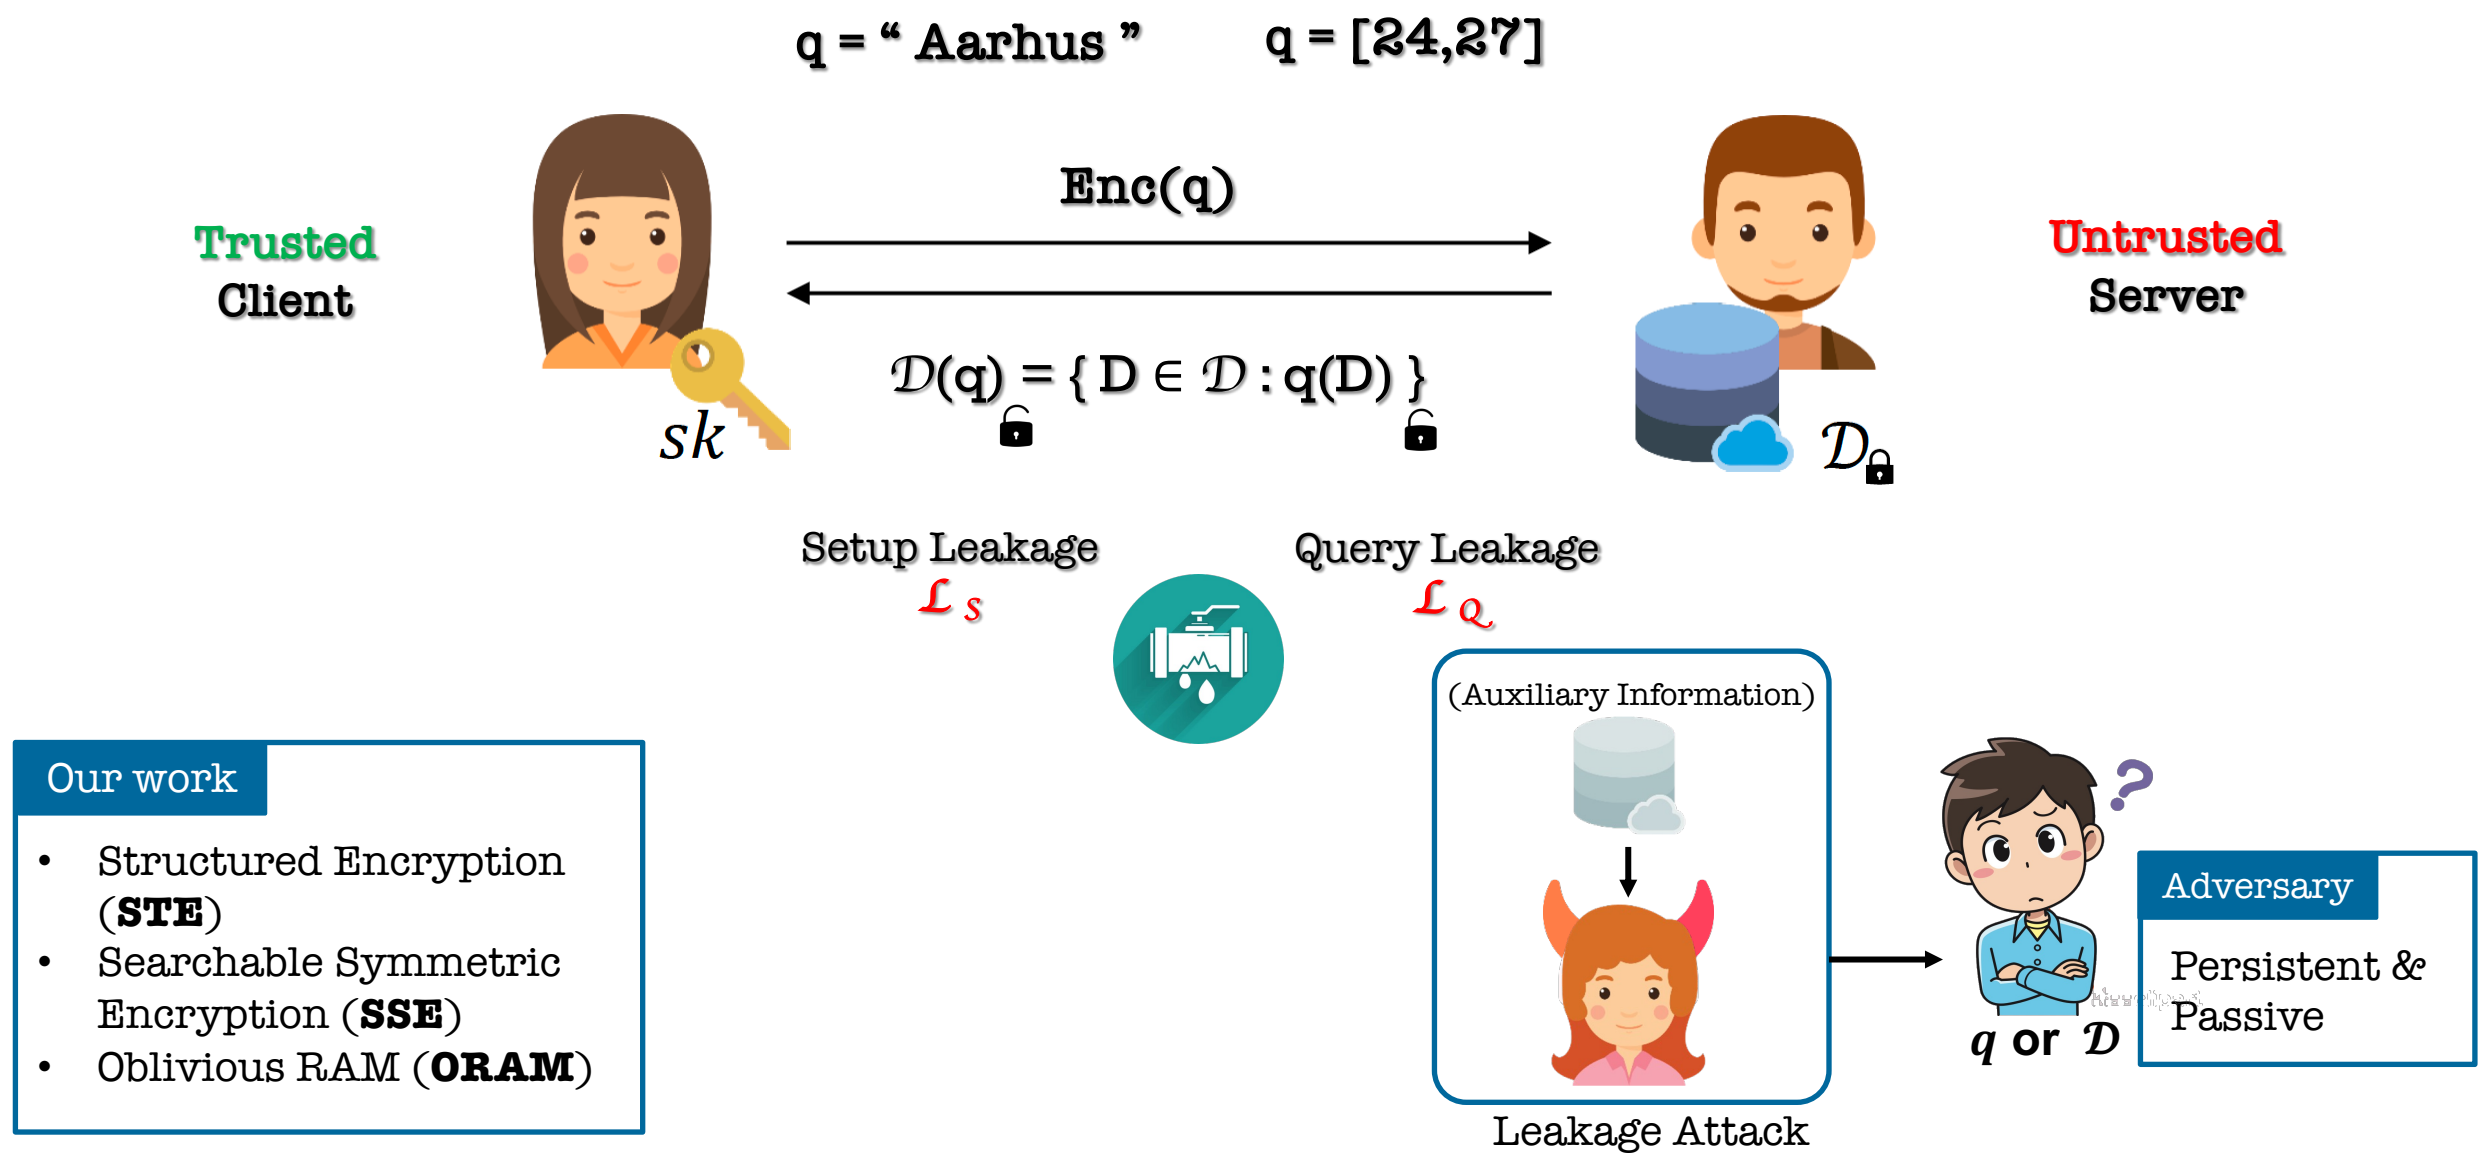 q = “ Aarhus ”
q = [24,27]
Enc(q)
Trusted
Client
Untrusted
Server
𝒟(q) = { D ∈ 𝒟 : q(D) }
sk
𝒟
Setup Leakage
ℒ S
Query Leakage
ℒ Q
(Auxiliary Information)
Our work
• Structured Encryption
(STE)
• Searchable Symmetric
Encryption (SSE)
• Oblivious RAM (ORAM)
Adversary
Persistent &
Passive
q or 𝒟
Leakage Attack